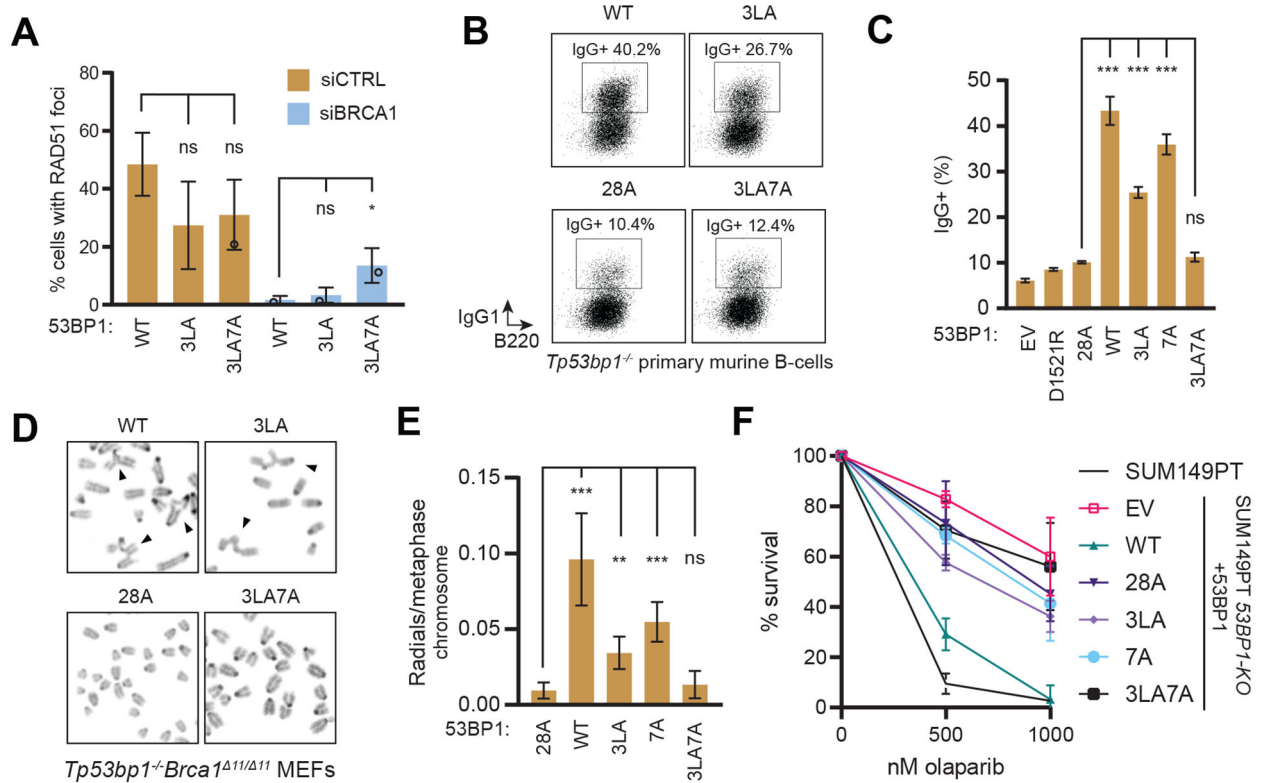 A
% cells with RAD51 foci
80
60
40
20
0
siCTRL
siBRCA1
ns
ns
ns
*
53BP1:
WT
3LA
3LA7A
WT
3LA
3LA7A
B
WT
3LA
IgG+ 40.2%
IgG+ 26.7%
28A
3LA7A
IgG+ 10.4%
IgG+ 12.4%
IgG1
B220
Tp53bp1-/- primary murine B-cells
C
IgG+ (%)
50
40
30
20
10
0
*** *** ***
ns
53BP1:
EV
D1521R
28A
WT
3LA
7A
3LA7A
D
WT
3LA
28A
3LA7A
Tp53bp1-/-Brca1Δ11/Δ11 MEFs
E
Radials/metaphase
chromosome
0.15
0.10
0.05
0.00
***
**
***
ns
53BP1:
28A
WT
3LA
7A
3LA7A
F
% survival
100
80
60
40
20
0
0
500
1000
nM olaparib
SUM149PT
EV
WT
28A
3LA
7A
3LA7A
SUM149PT 53BP1-KO
+53BP1